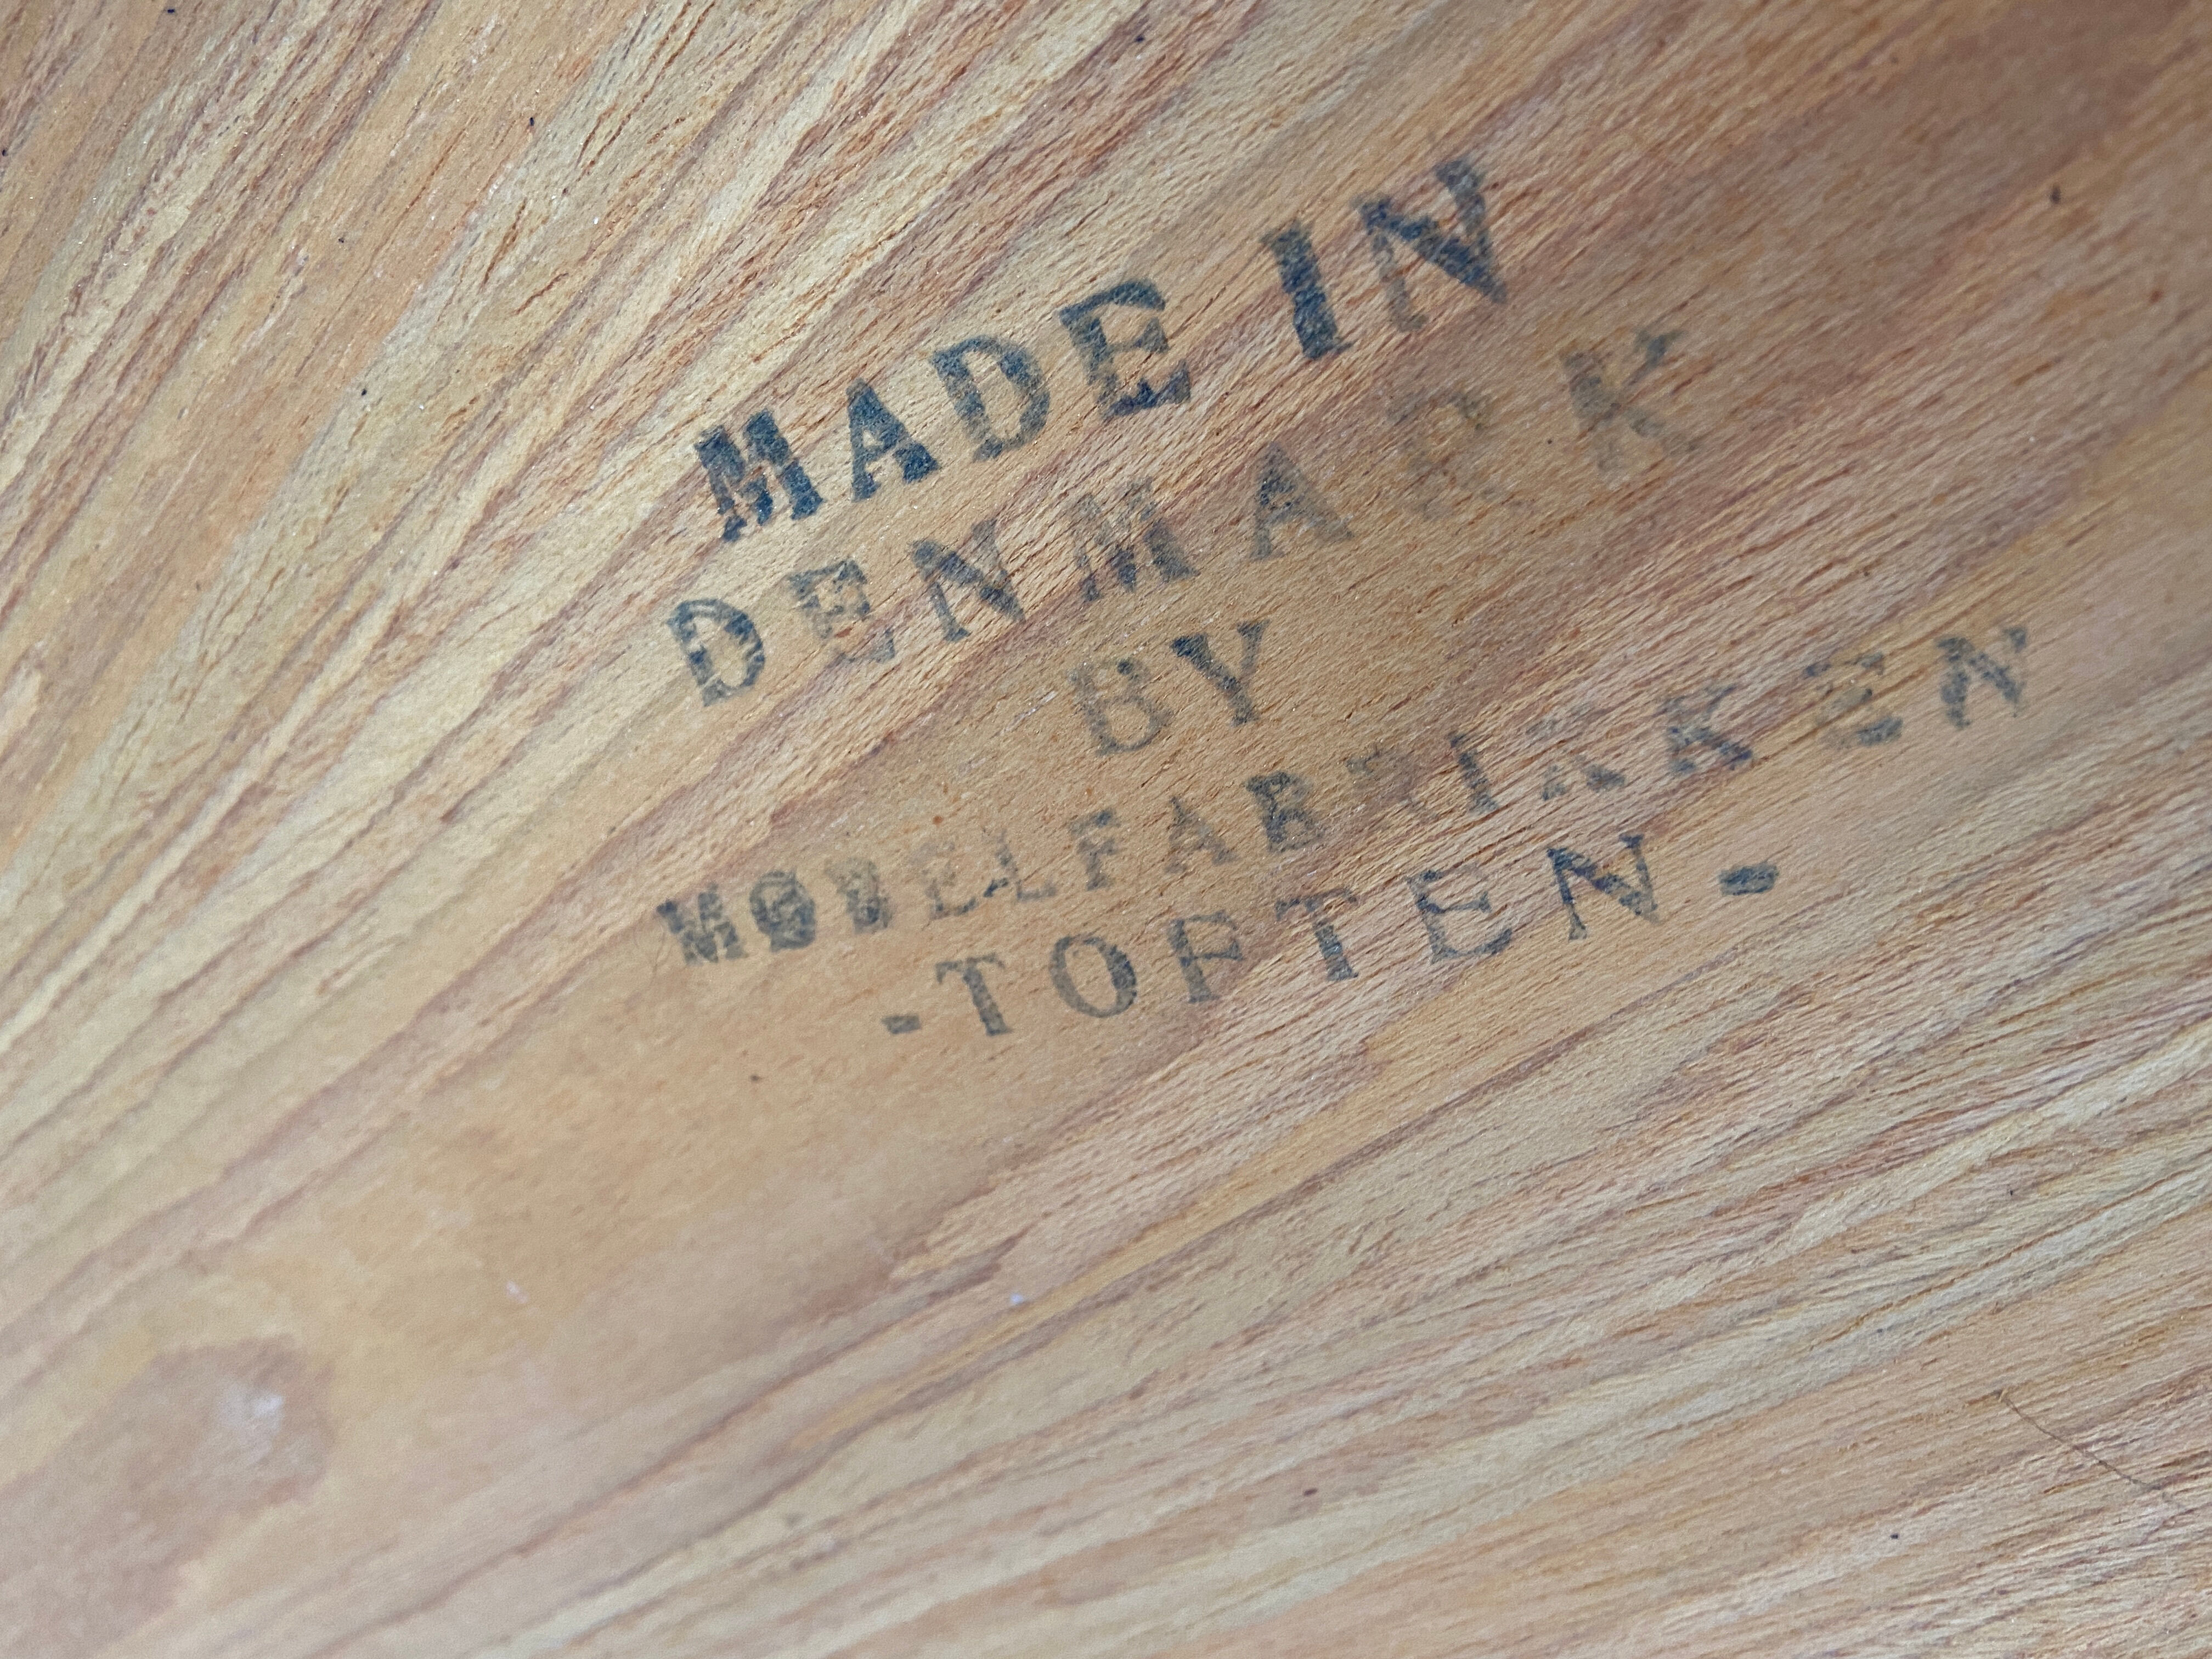 MADE IN
DENMARK
BY
MØBELFABRIKKEN
-TOFTEN-